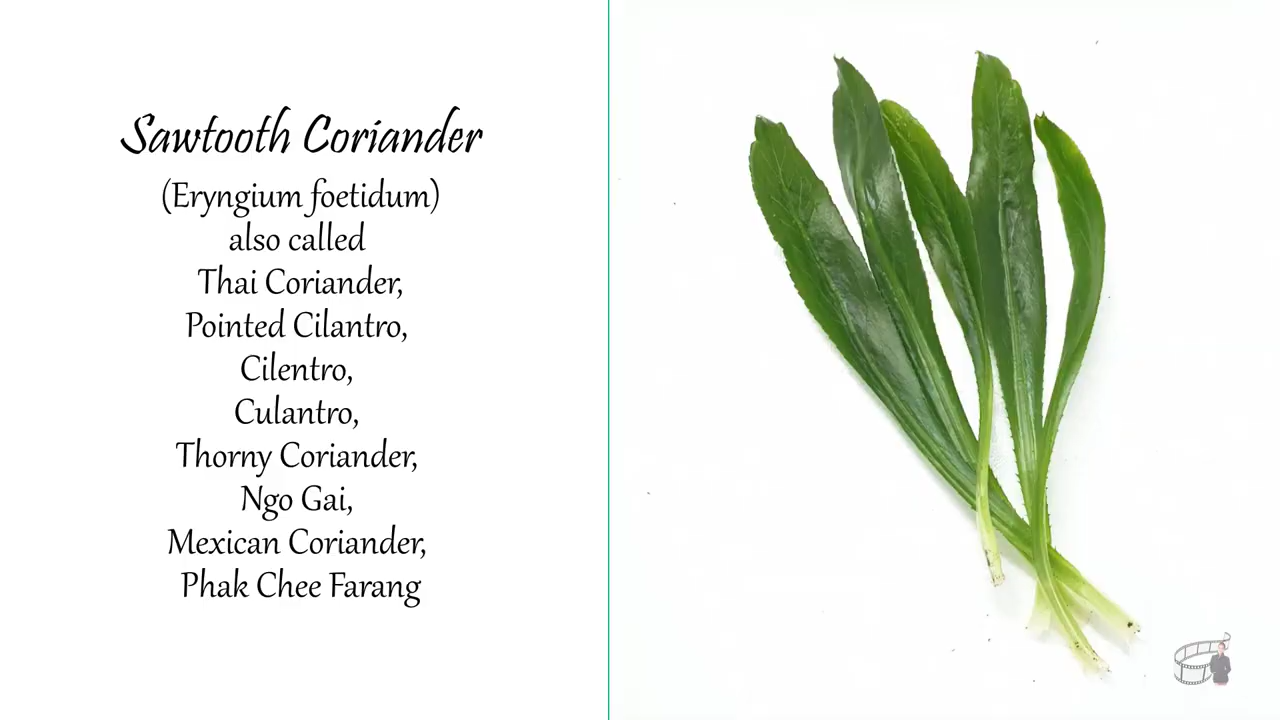 Sawtooth Coriander
(Eryngium foetidum)
also called
Thai Coriander,
Pointed Cilantro,
Cilentro,
Culantro,
Thorny Coriander,
Ngo Gai,
Mexican Coriander,
Phak Chee Farang